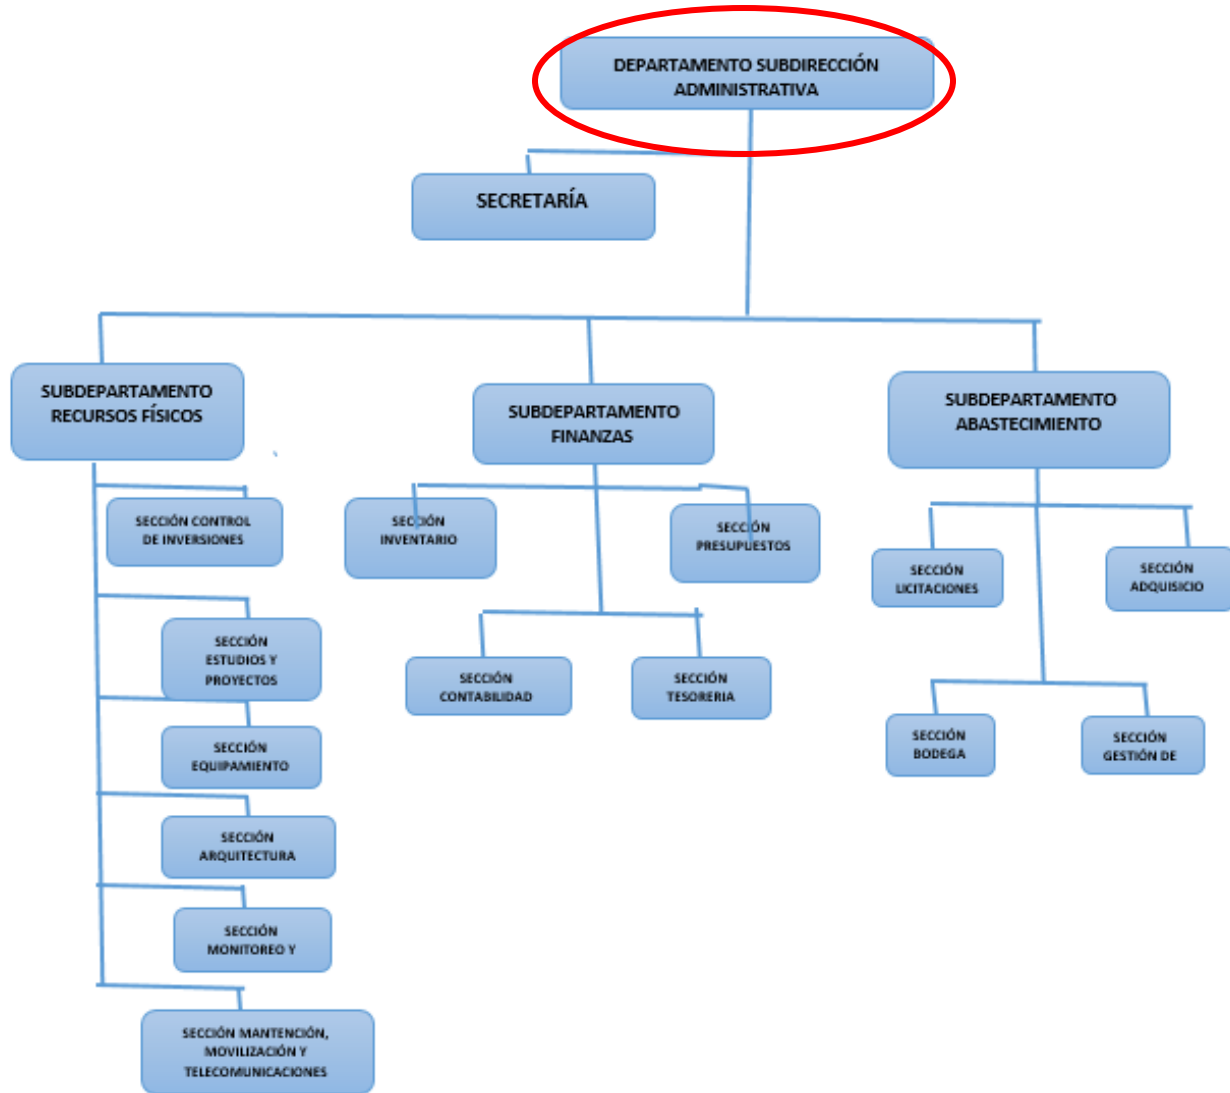 DEPARTAMENTO SUBDIRECCIÓN
ADMINISTRATIVA
SECRETARÍA
SUBDEPARTAMENTO
RECURSOS FÍSICOS
SUBDEPARTAMENTO
FINANZAS
SUBDEPARTAMENTO
ABASTECIMIENTO
SECCIÓN CONTROL
DE INVERSIONES
SECCIÓN
ESTUDIOS Y
PROYECTOS
SECCIÓN
EQUIPAMIENTO
SECCIÓN
ARQUITECTURA
SECCIÓN
MONITOREO Y
SECCIÓN MANTENCIÓN,
MOVILIZACIÓN Y
TELECOMUNICACIONES
SECCIÓN
INVENTARIO
SECCIÓN
PRESUPUESTOS
SECCIÓN
CONTABILIDAD
SECCIÓN
TESORERIA
SECCIÓN
LICITACIONES
SECCIÓN
ADQUISICIO
SECCIÓN
BODEGA
SECCIÓN
GESTIÓN DE